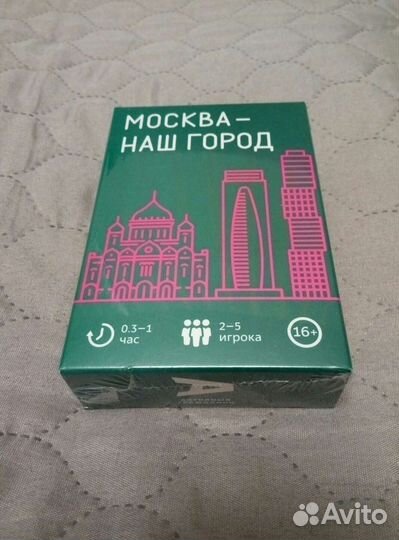 МОСКВА –
НАШ ГОРОД
0.3–1
час
2–5
игрока
16+
Avito